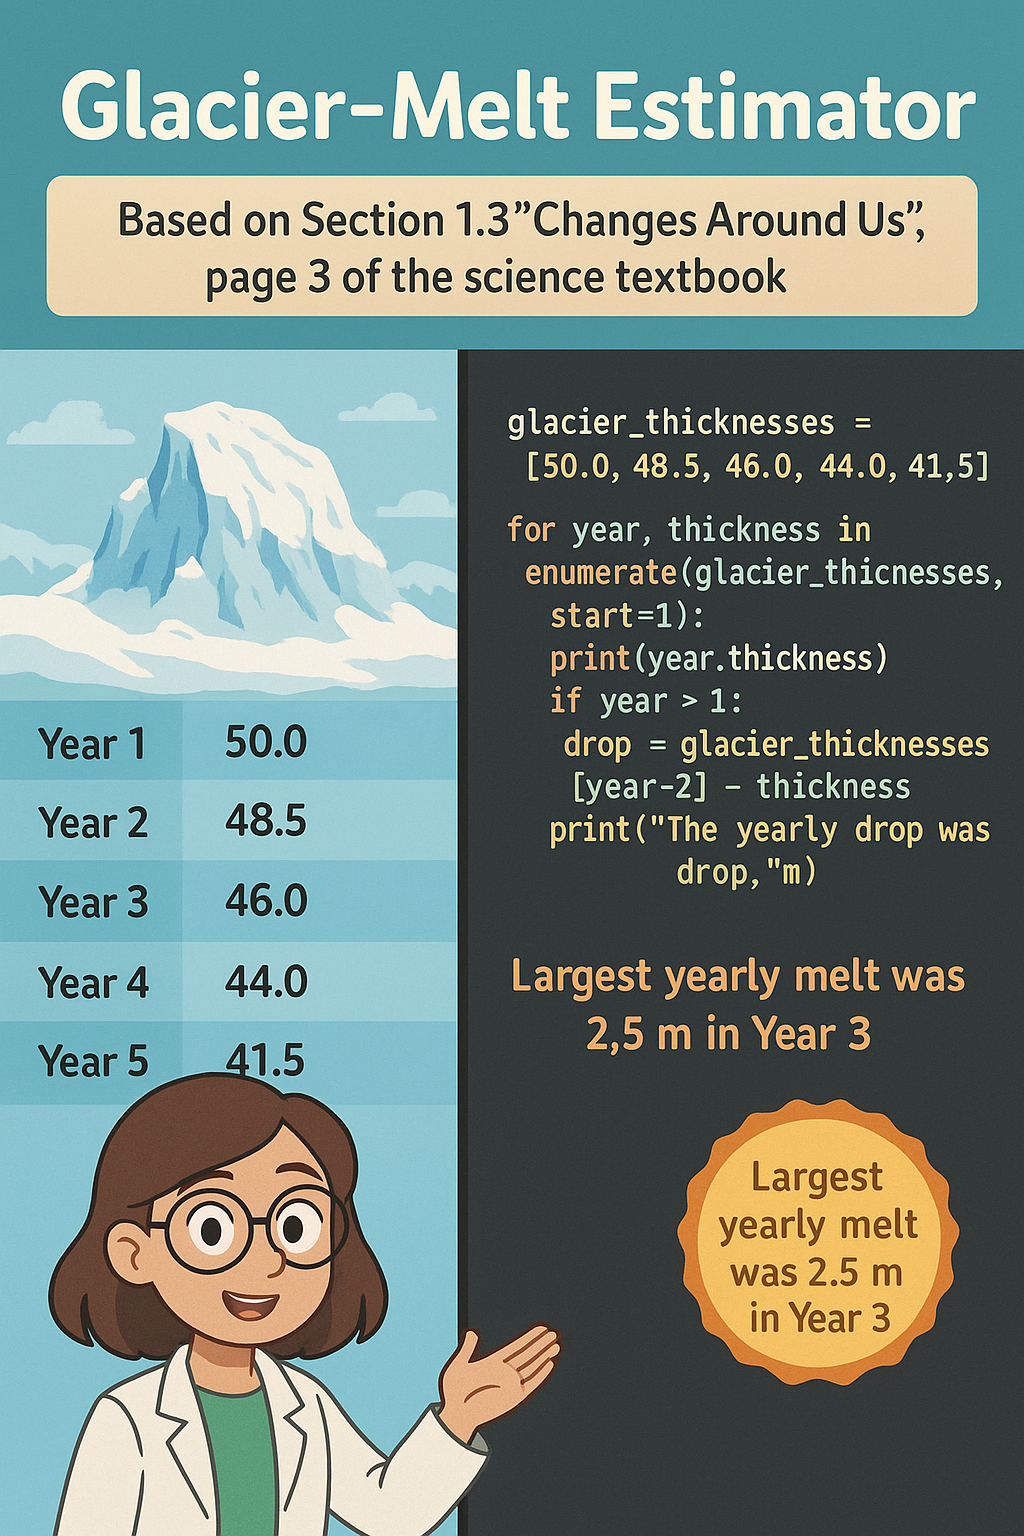 Glacier-Melt Estimator
Based on Section 1.3”Changes Around Us”,
page 3 of the science textbook
Year 1 50.0
Year 2 48.5
Year 3 46.0
Year 4 44.0
Year 5 41.5
glacier_thicknesses =
[50.0, 48.5, 46.0, 44.0, 41,5]
for year, thickness in
enumerate(glacier_thicnesses,
start=1):
print(year.thickness)
if year > 1:
drop = glacier_thicknesses
[year-2] – thickness
print("The yearly drop was
drop,"m)
Largest yearly melt was
2,5 m in Year 3
Largest
yearly melt
was 2.5 m
in Year 3